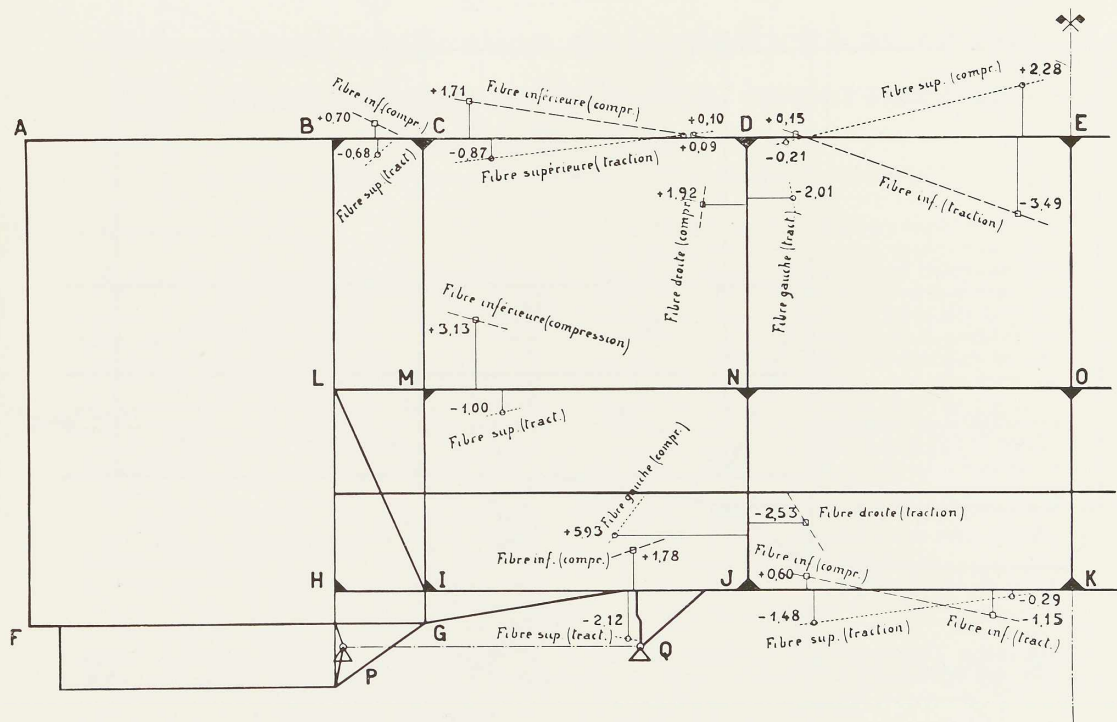 Fibre inf. (compr.)
+0,70
-0,68
Fibre sup. (tract.)
+1,71
Fibre inférieure (compr.)
-0,87
Fibre supérieure (traction)
+0,10
+0,09
+0,15
-0,21
Fibre sup. (compr.)
+2,28
Fibre inf. (traction)
-3,49
A
B
C
D
E
+1,92
-2,01
Fibre droite (compr.)
Fibre gauche (tract.)
Fibre inférieure (compression)
+3,13
L
M
N
O
-1,00
Fibre sup. (tract.)
Fibre gauche (compr.)
+5,93
-2,53
Fibre droite (traction)
Fibre inf. (compr.)
+1,78
Fibre inf. (compr.)
+0,60
H
I
J
K
-2,12
Fibre sup. (tract.)
-1,48
Fibre sup. (traction)
-0,29
-1,15
Fibre inf. (tract.)
F
G
P
Q